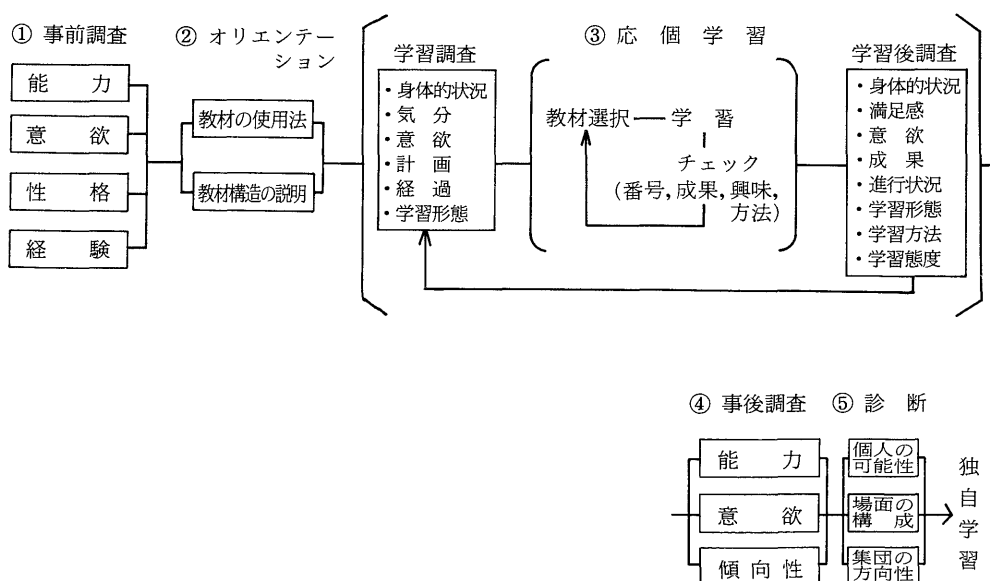 ① 事前調査
能 力
意 欲
性 格
経 験
② オリエンテー
ション
教材の使用法
教材構造の説明
学習調査
・身体的状況
・気 分
・意 欲
・計 画
・経 過
・学習形態
③ 応 個 学 習
教材選択 学 習
チェック
(番号,成果,興味,
方法)
学習後調査
・身体的状況
・満足感
・意 欲
・成 果
・進行状況
・学習形態
・学習方法
・学習態度
④ 事後調査
能 力
意 欲
傾 向 性
⑤ 診 断
個人の
可能性
場面の
構 成
集団の
方向性
独自学習